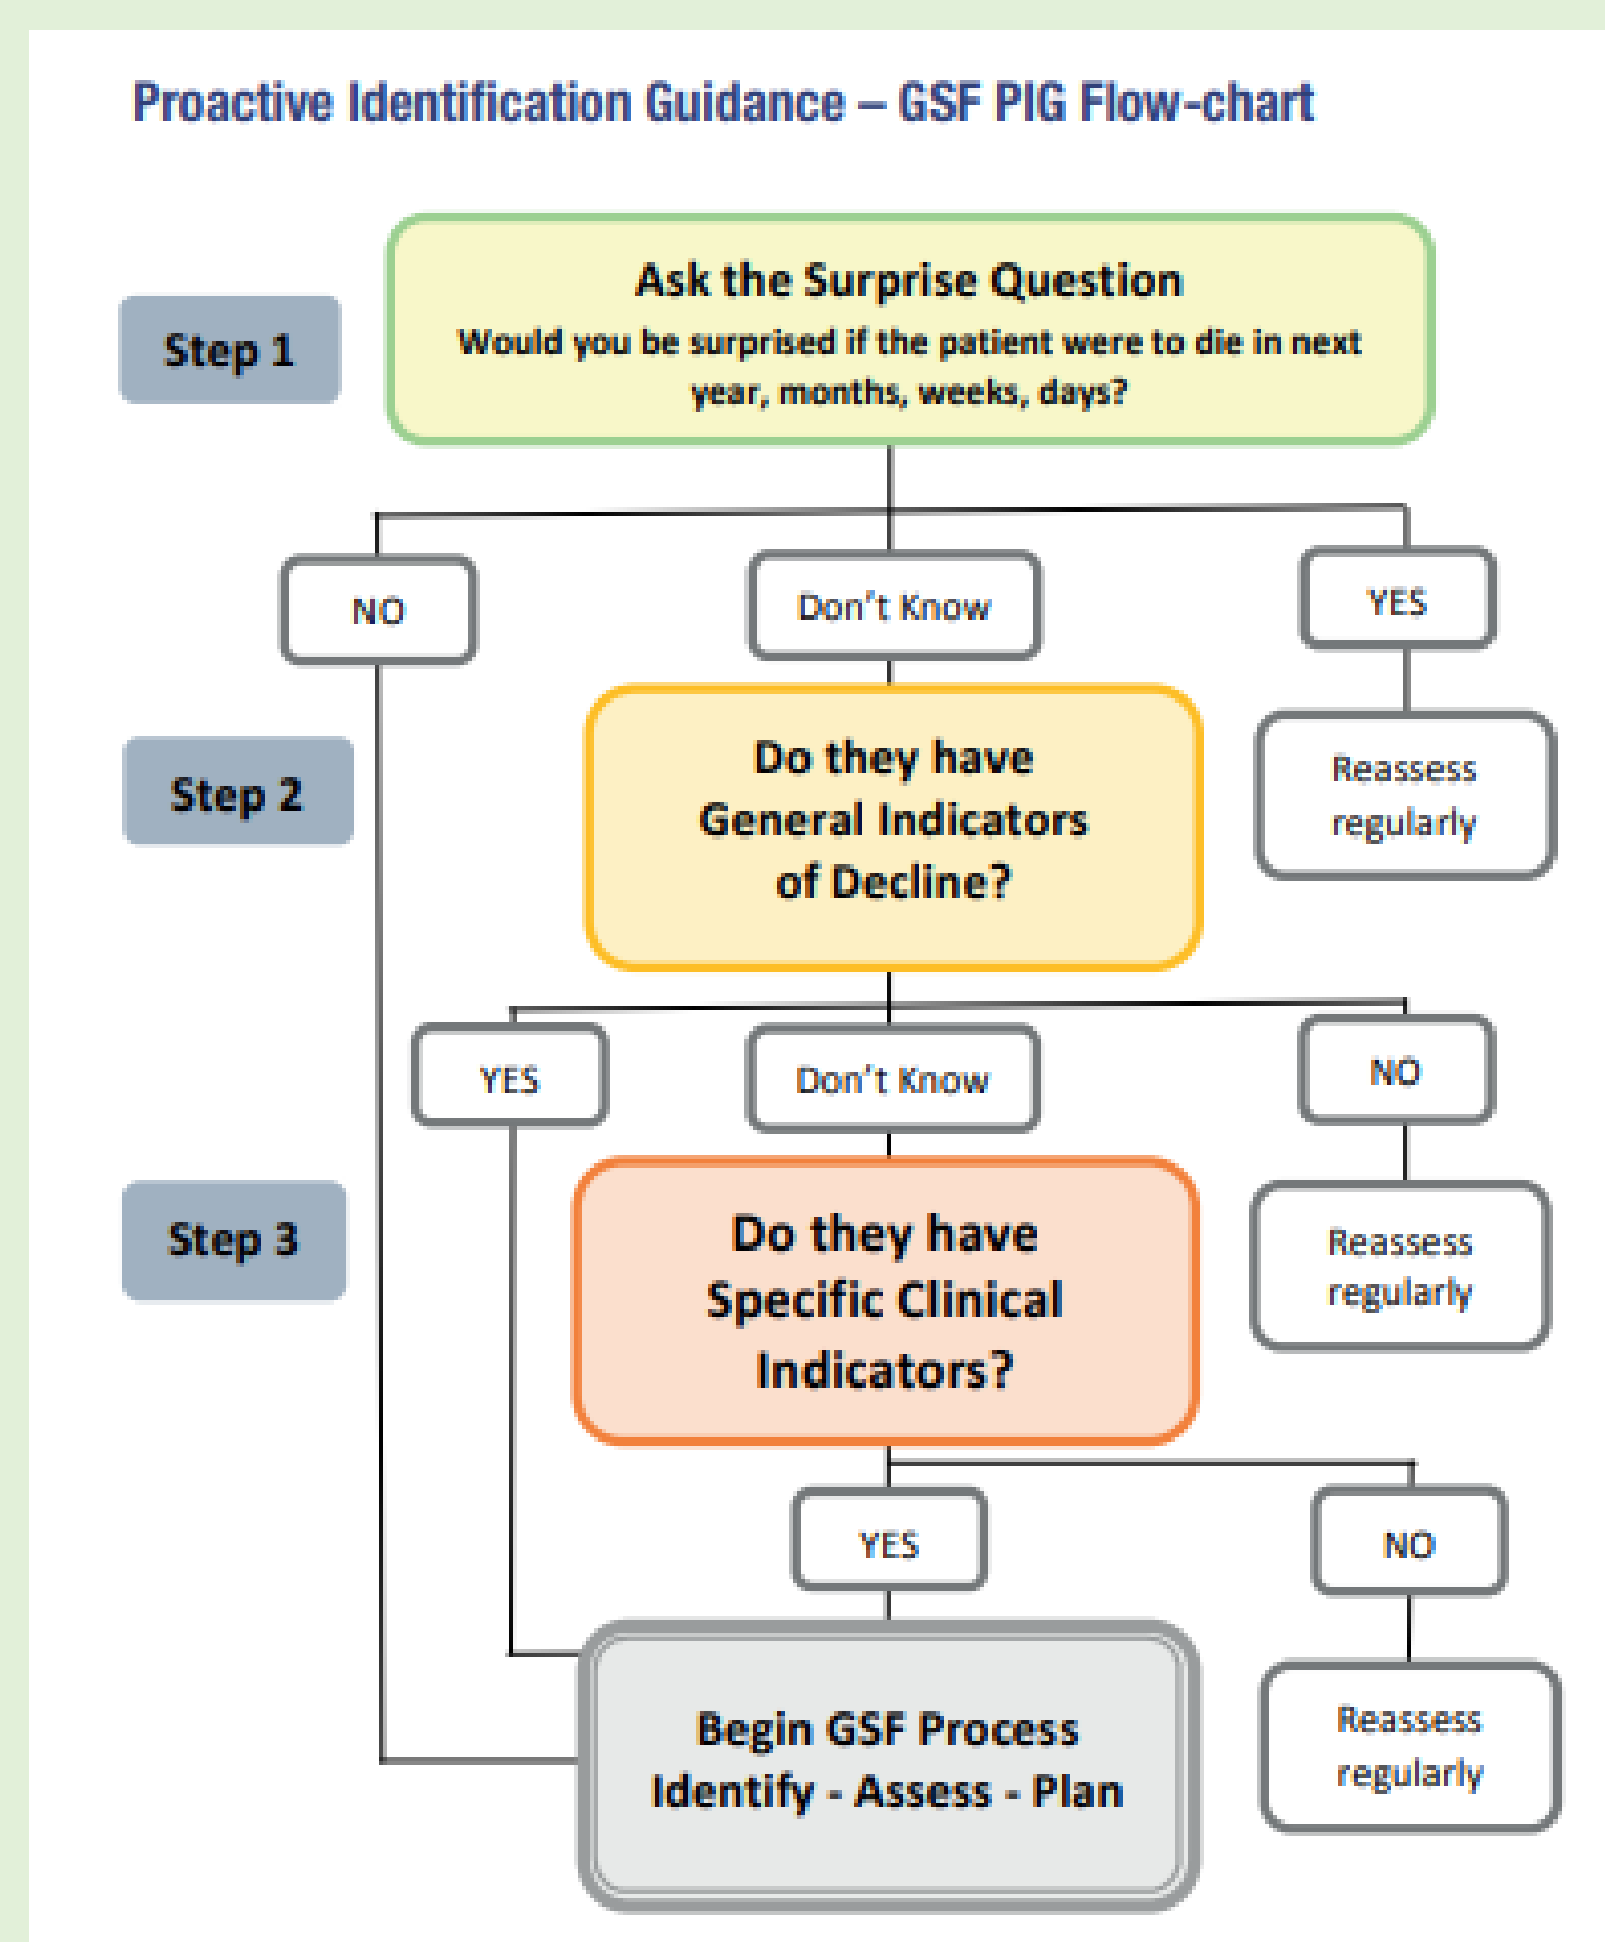 Proactive Identification Guidance – GSF PIG Flow-chart
Step 1
Ask the Surprise Question
Would you be surprised if the patient were to die in next
year, months, weeks, days?
NO
Don't Know
YES
Step 2
Do they have
General Indicators
of Decline?
Reassess
regularly
YES
Don't Know
NO
Step 3
Do they have
Specific Clinical
Indicators?
Reassess
regularly
YES
NO
Begin GSF Process
Identify - Assess - Plan
Reassess
regularly